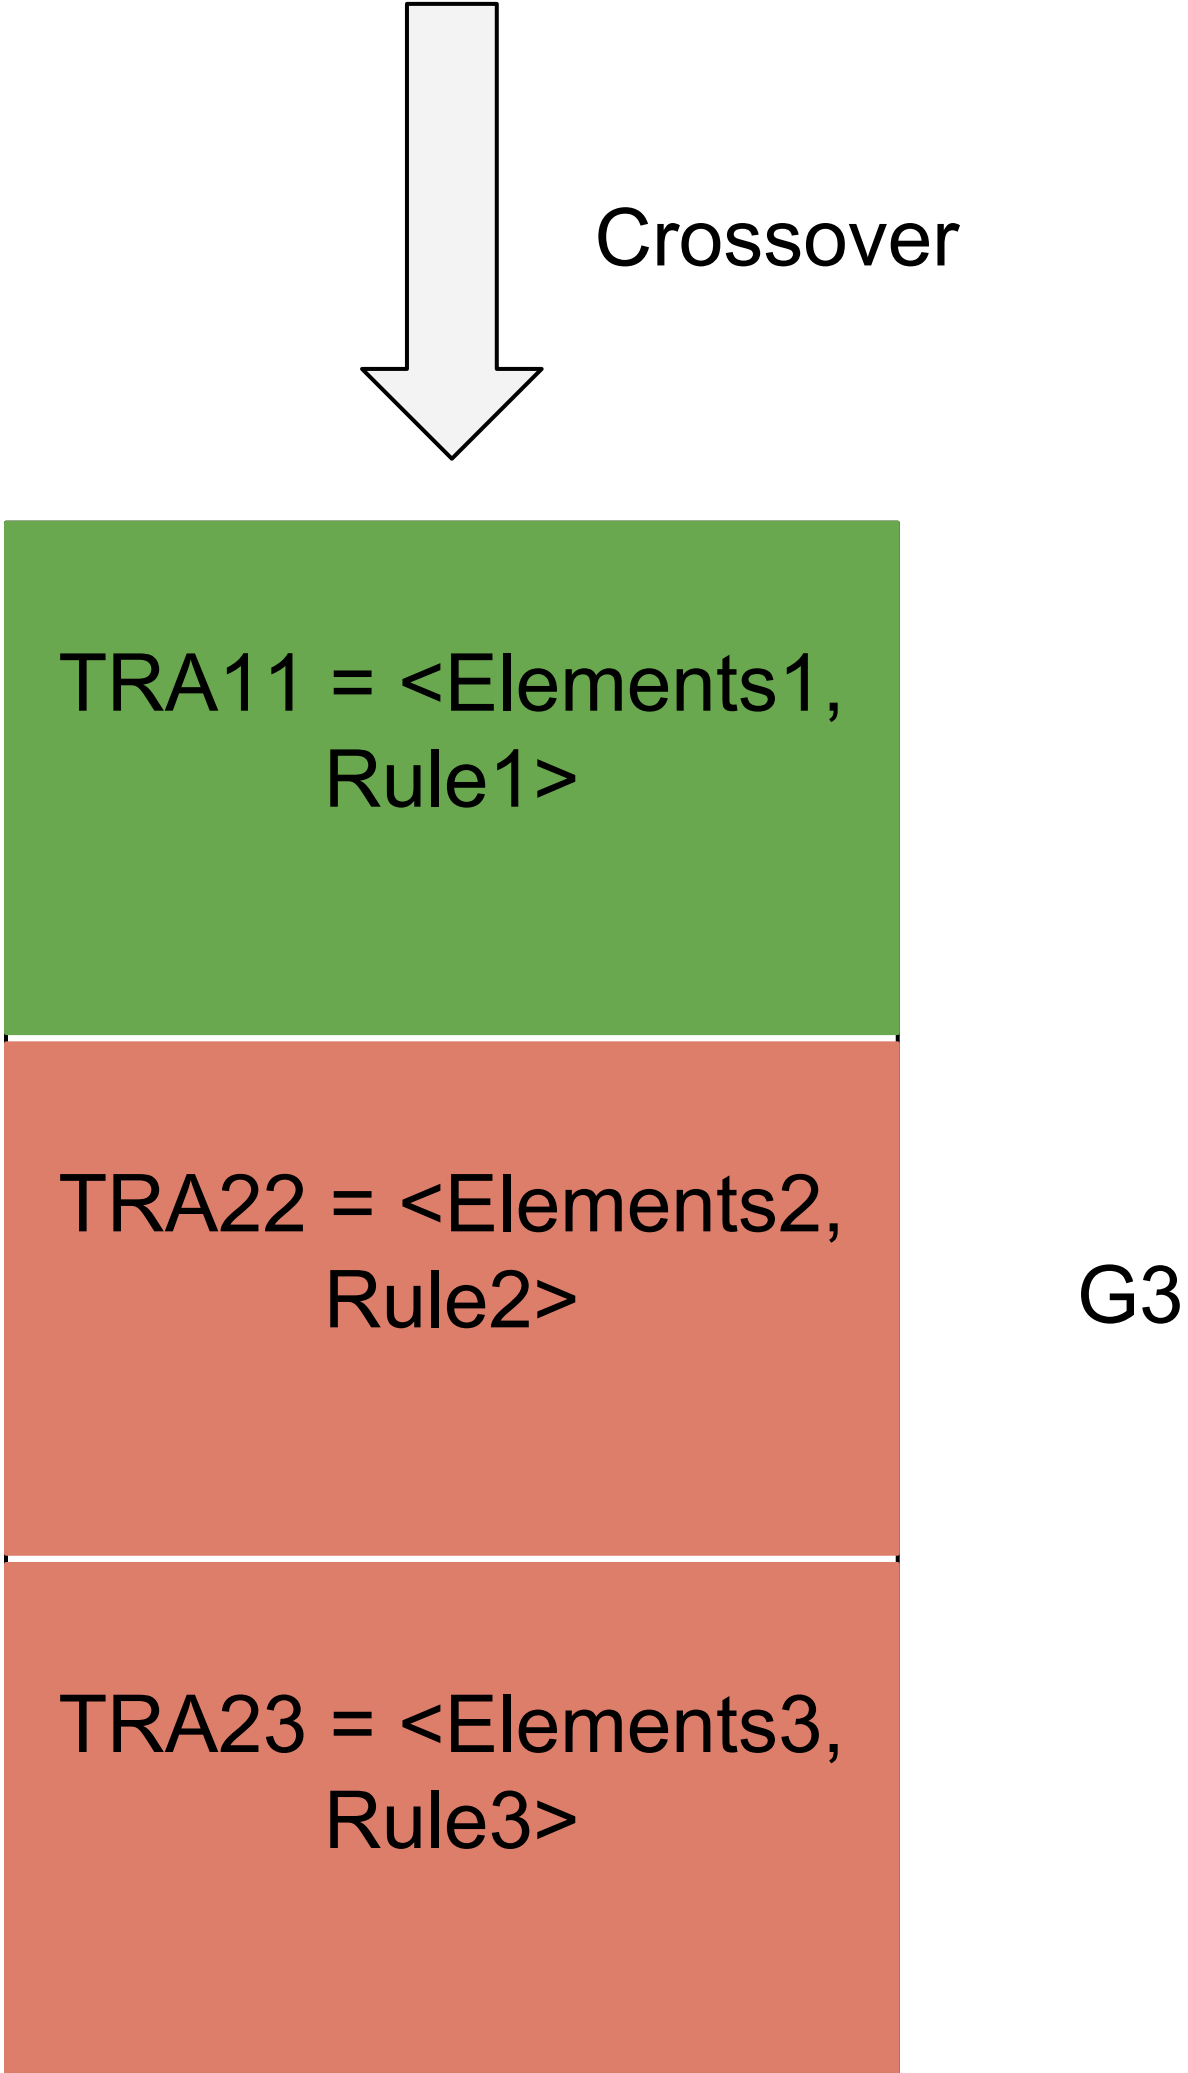 Crossover
TRA11 = <Elements1,
Rule1>
TRA22 = <Elements2,
Rule2>
G3
TRA23 = <Elements3,
Rule3>